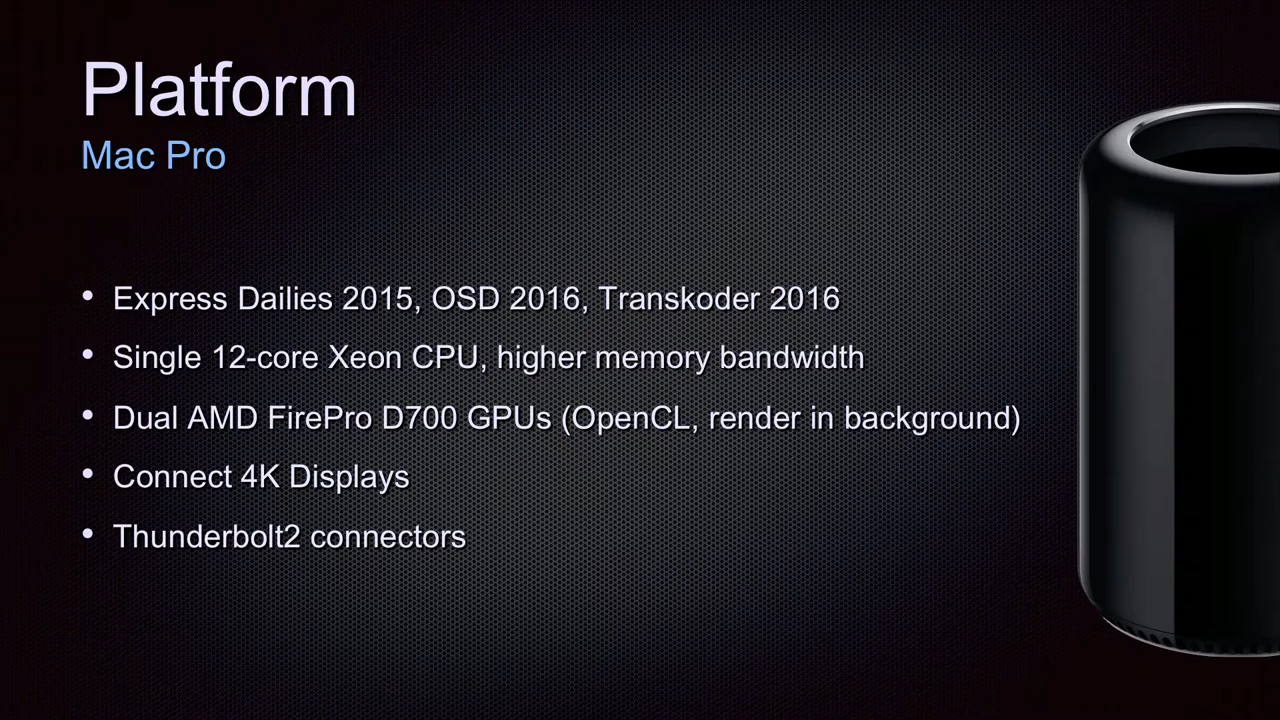 Platform
Mac Pro
• Express Dailies 2015, OSD 2016, Transkoder 2016
• Single 12-core Xeon CPU, higher memory bandwidth
• Dual AMD FirePro D700 GPUs (OpenCL, render in background)
• Connect 4K Displays
• Thunderbolt2 connectors